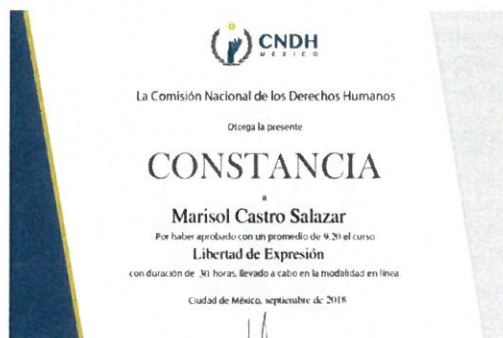 CNDH
MÉXICO
La Comisión Nacional de los Derechos Humanos
Otorga la presente
CONSTANCIA
a
Marisol Castro Salazar
Por haber aprobado con un promedio de 9.20 el curso
Libertad de Expresión
con duración de 30 horas, llevado a cabo en la modalidad en línea
Ciudad de México, septiembre de 2018